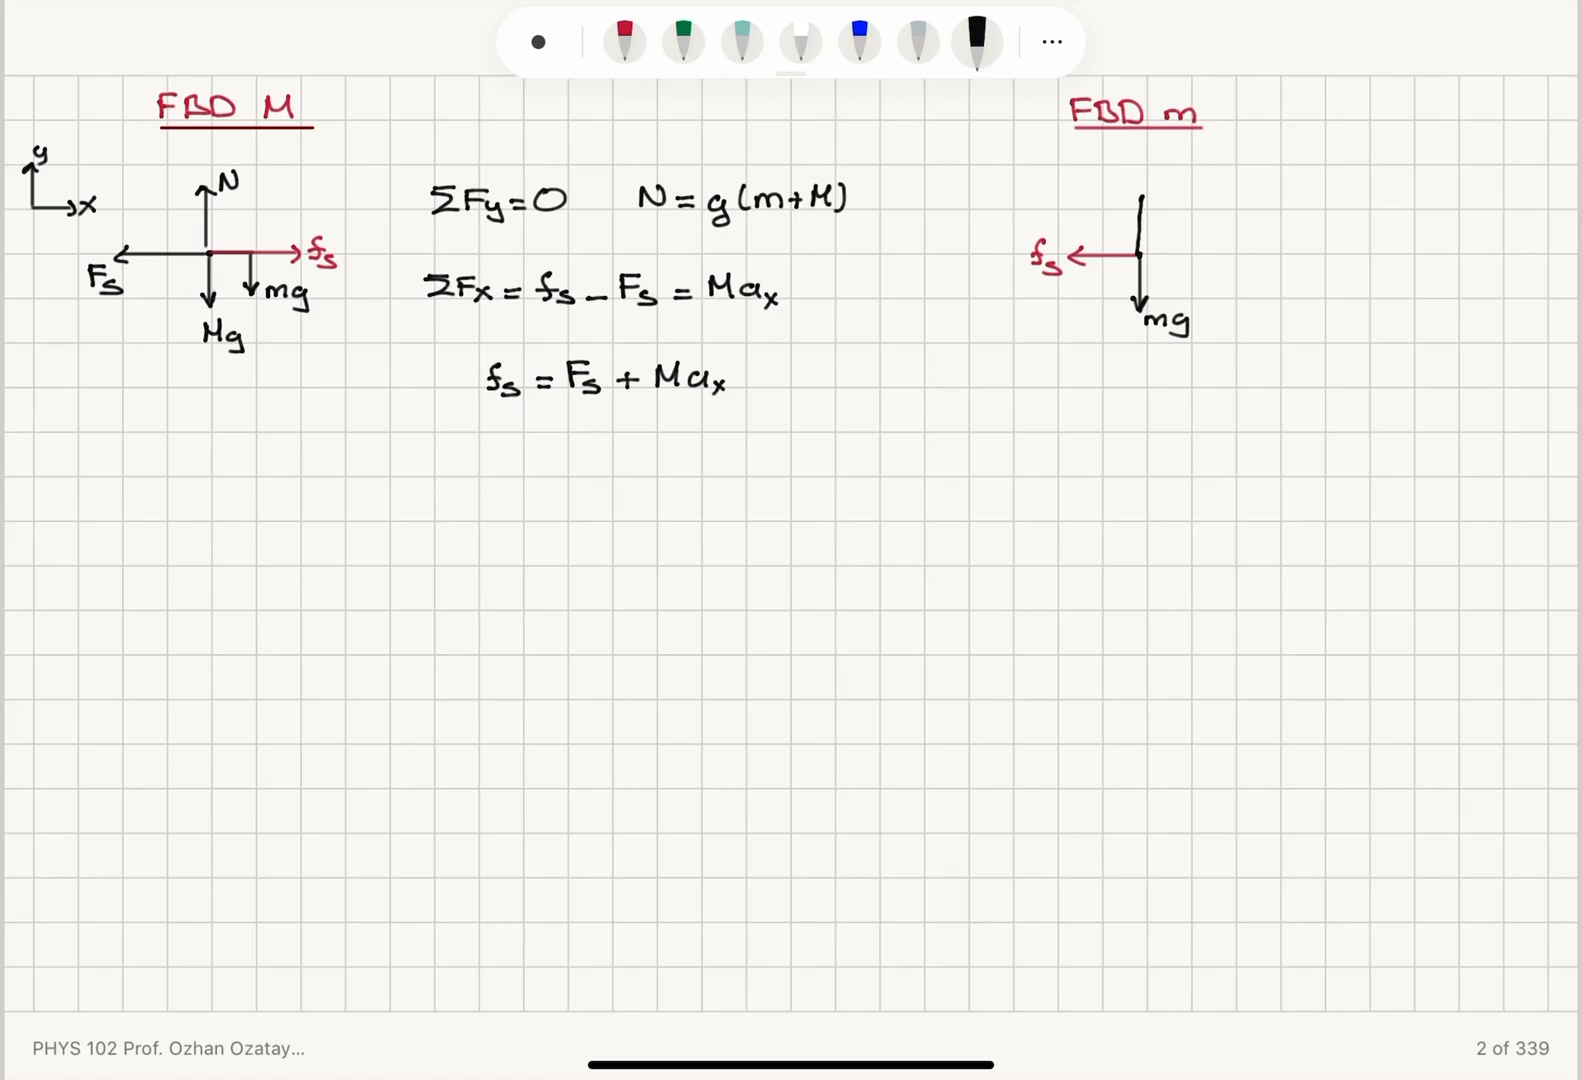 FBD M
FBD m
y
x
N
fs
Fs
mg
Mg
ΣFy = 0 N = g(m+M)
ΣFx = fs - Fs = Max
fs = Fs + Max
fs
mg
PHYS 102 Prof. Ozhan Ozatay...
2 of 339